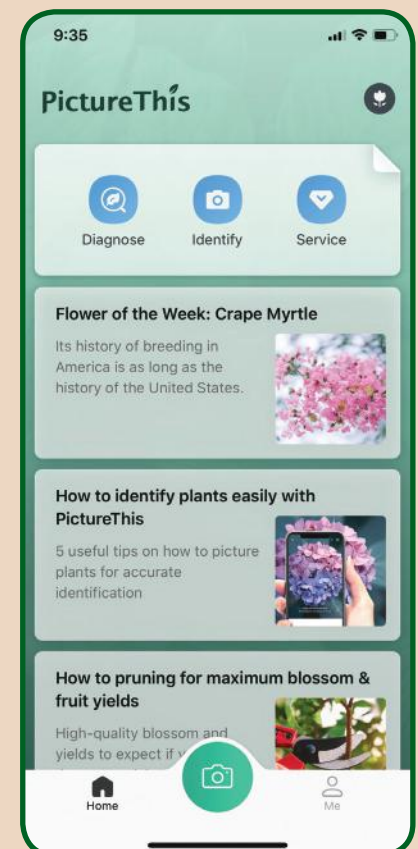 9:35
PictureThis
Diagnose Identify Service
Flower of the Week: Crape Myrtle
Its history of breeding in
America is as long as the
history of the United States.
How to identify plants easily with
PictureThis
5 useful tips on how to picture
plants for accurate
identification
How to pruning for maximum blossom &
fruit yields
High-quality blossom and
yields to expect if
Home
Me